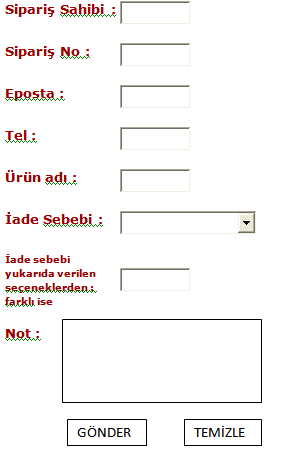 Sipariş Sahibi :
Sipariş No :
Eposta :
Tel :
Ürün adı :
İade Sebebi :
İade sebebi
yukarıda verilen
seçeneklerden :
farklı ise
Not :
GÖNDER
TEMİZLE